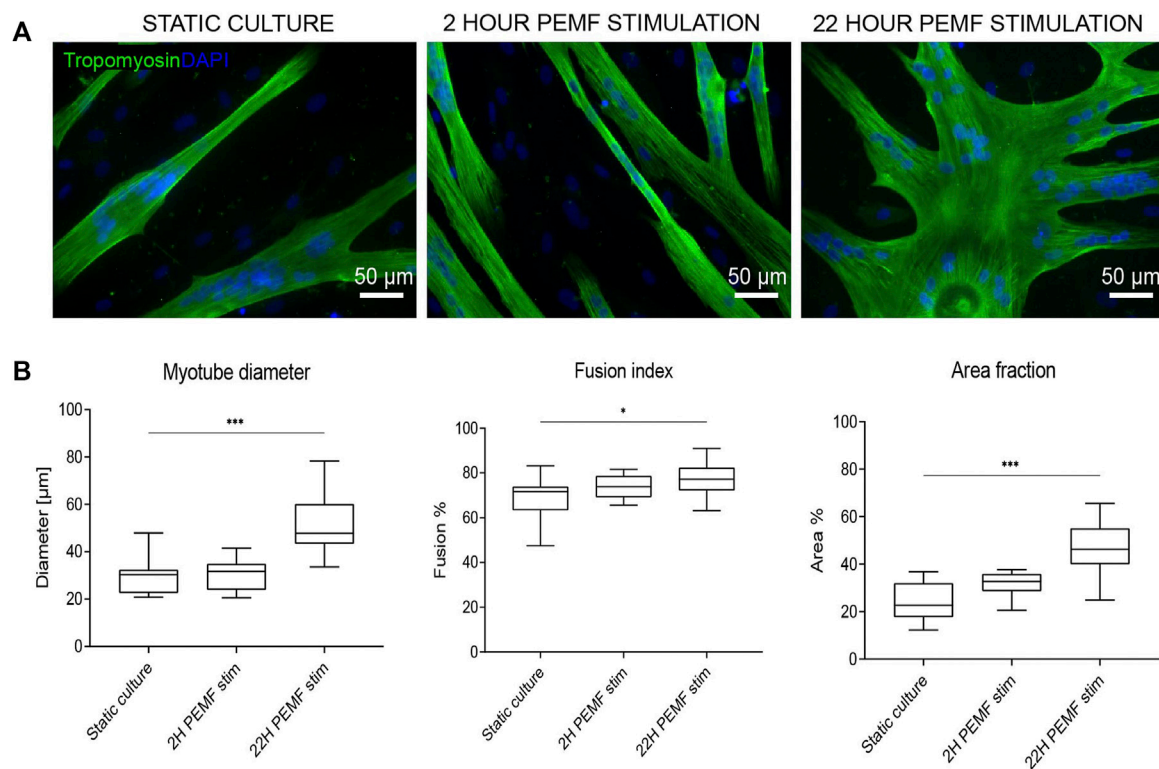 A
STATIC CULTURE
2 HOUR PEMF STIMULATION
22 HOUR PEMF STIMULATION
TropomyosinDAPI
50 µm
50 µm
50 µm
B
Myotube diameter
***
Diameter [µm]
100
80
60
40
20
0
Static culture
2H PEMF stim
22H PEMF stim
Fusion index
*
Fusion %
100
80
60
40
20
0
Static culture
2H PEMF stim
22H PEMF stim
Area fraction
***
Area %
100
80
60
40
20
0
Static culture
2H PEMF stim
22H PEMF stim